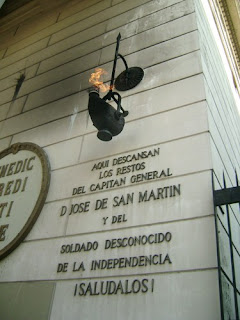 AQUI DESCANSAN
LOS RESTOS
DEL CAPITAN GENERAL
D JOSE DE SAN MARTIN
Y DEL
SOLDADO DESCONOCIDO
DE LA INDEPENDENCIA
¡SALUDALOS!